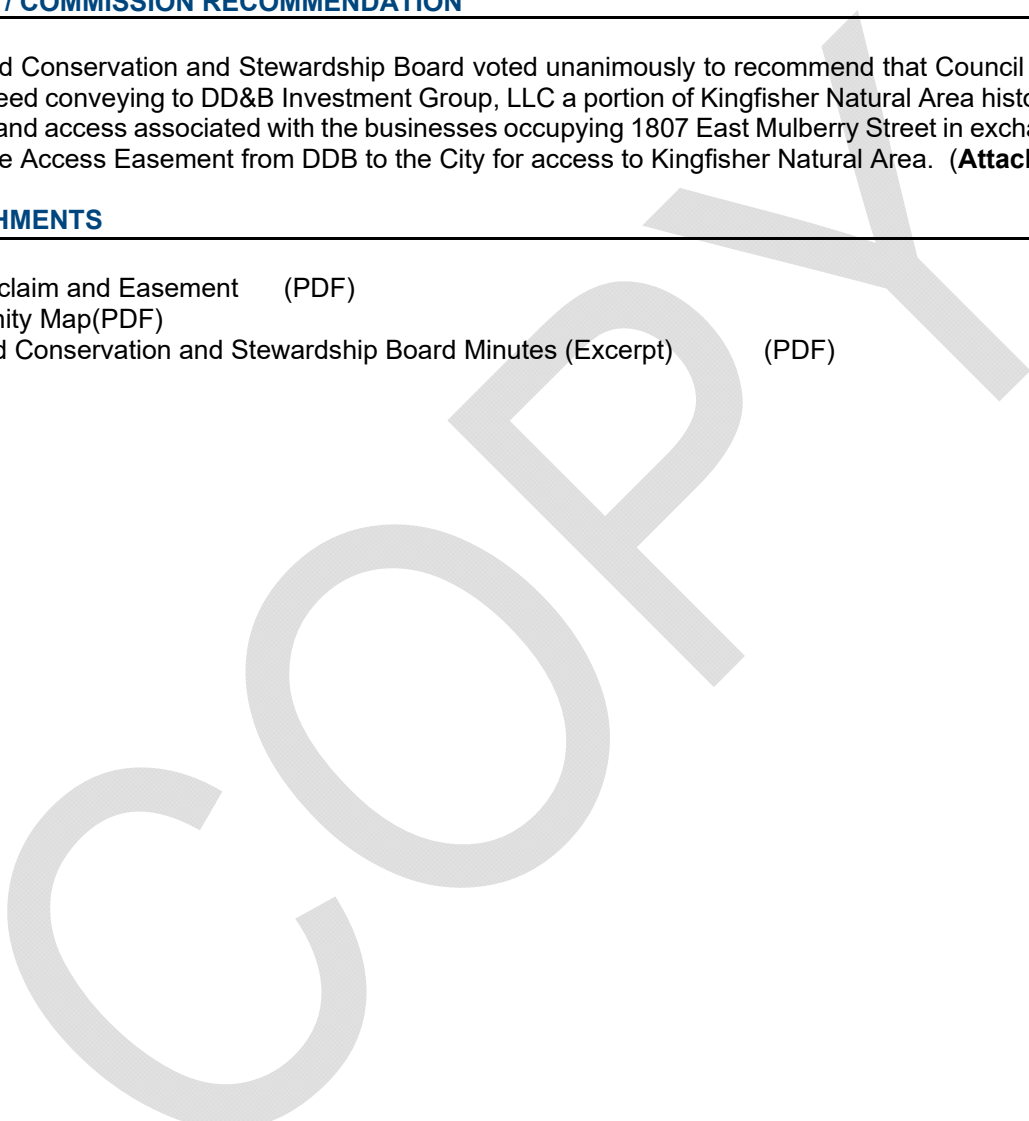 / COMMISSION RECOMMENDATION
d Conservation and Stewardship Board voted unanimously to recommend that Council
eed conveying to DD&B Investment Group, LLC a portion of Kingfisher Natural Area histo
and access associated with the businesses occupying 1807 East Mulberry Street in excha
e Access Easement from DDB to the City for access to Kingfisher Natural Area. (Attac
HMENTS
claim and Easement (PDF)
nity Map(PDF)
d Conservation and Stewardship Board Minutes (Excerpt) (PDF)
COPY